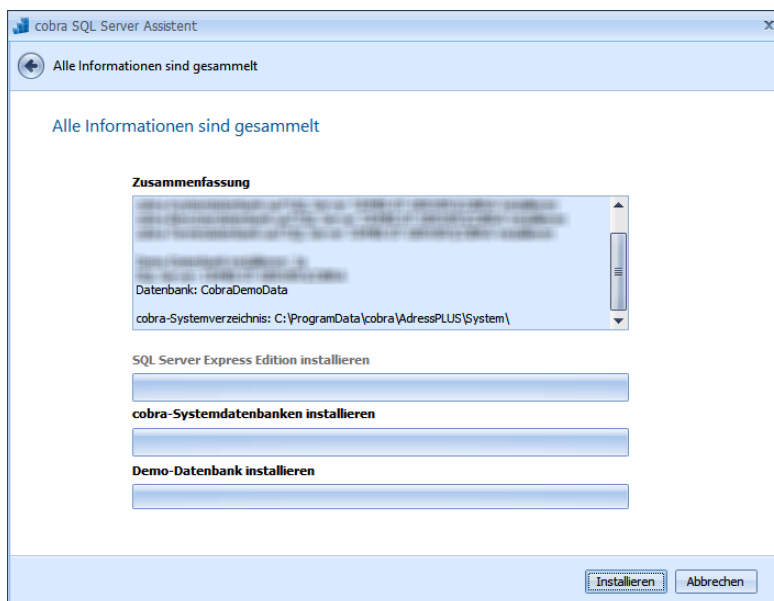 cobra SQL Server Assistent
Alle Informationen sind gesammelt
Alle Informationen sind gesammelt
Zusammenfassung
Datenbank: CobraDemoData
cobra-Systemverzeichnis: C:\ProgramData\cobra\AdressPLUS\System\
SQL Server Express Edition installieren
cobra-Systemdatenbanken installieren
Demo-Datenbank installieren
Installieren
Abbrechen